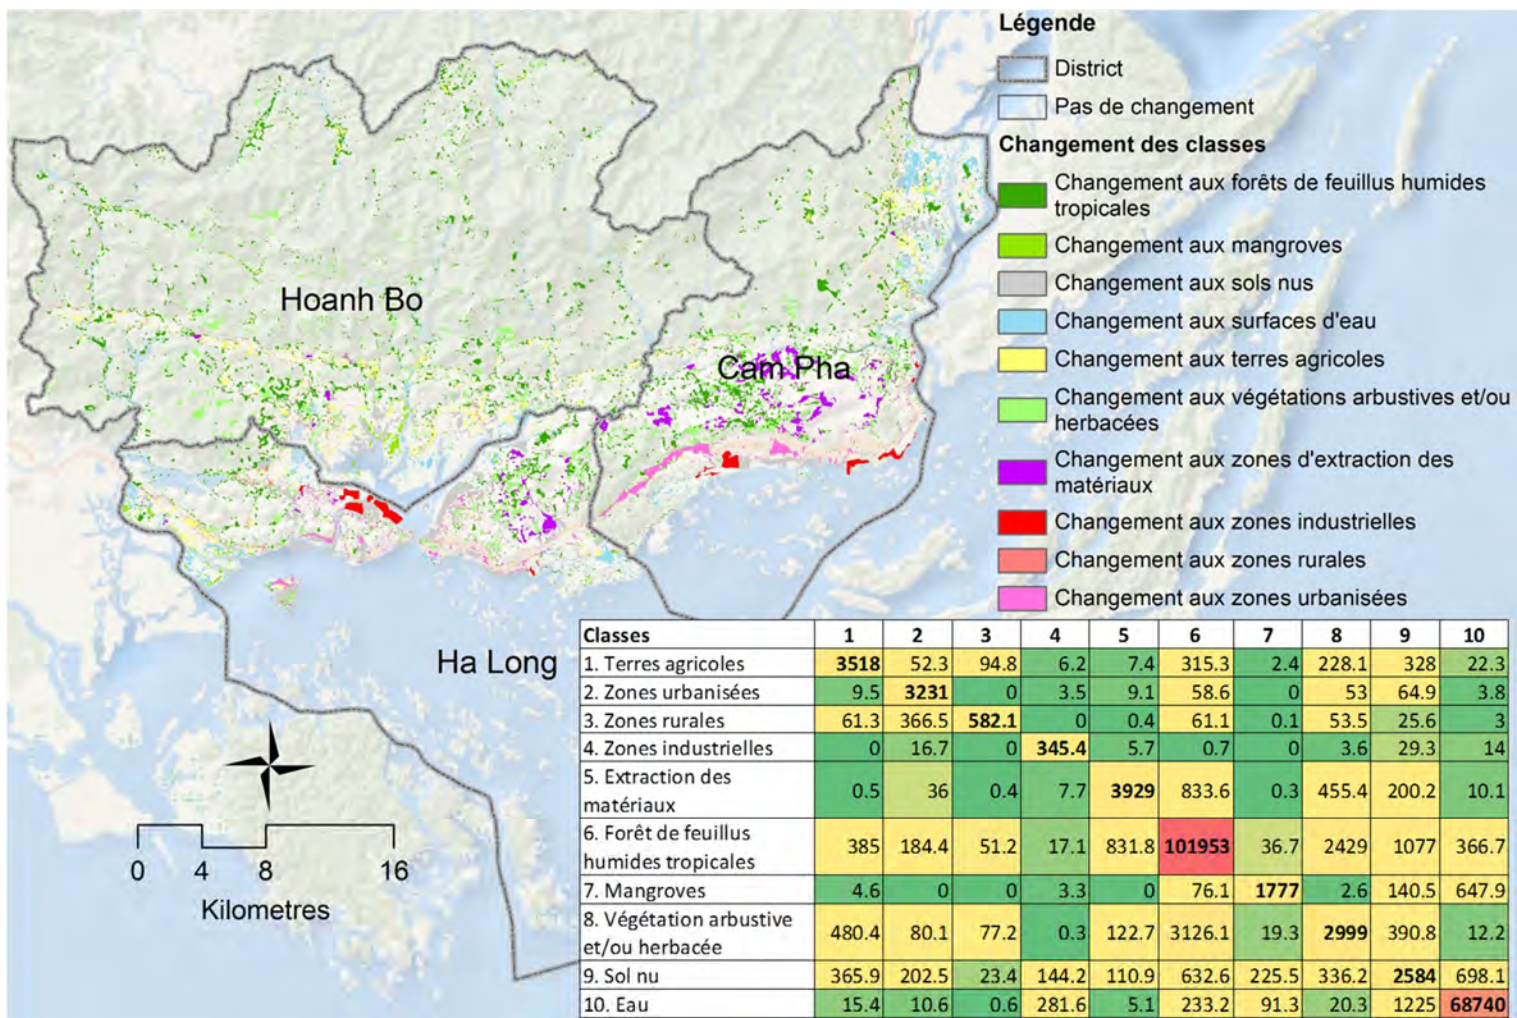 Légende
District
Pas de changement
Changement des classes
Changement aux forêts de feuillus humides
tropicales
Changement aux mangroves
Changement aux sols nus
Changement aux surfaces d'eau
Changement aux terres agricoles
Changement aux végétations arbustives et/ou
herbacées
Changement aux zones d'extraction des
matériaux
Changement aux zones industrielles
Changement aux zones rurales
Changement aux zones urbanisées
Hoanh Bo
Cam Pha
Ha Long
0 4 8 16
Kilometres
Classes 1 2 3 4 5 6 7 8 9 10
1. Terres agricoles 3518 52.3 94.8 6.2 7.4 315.3 2.4 228.1 328 22.3
2. Zones urbanisées 9.5 3231 0 3.5 9.1 58.6 0 53 64.9 3.8
3. Zones rurales 61.3 366.5 582.1 0 0.4 61.1 0.1 53.5 25.6 3
4. Zones industrielles 0 16.7 0 345.4 5.7 0.7 0 3.6 29.3 14
5. Extraction des
matériaux 0.5 36 0.4 7.7 3929 833.6 0.3 455.4 200.2 10.1
6. Forêt de feuillus
humides tropicales 385 184.4 51.2 17.1 831.8 101953 36.7 2429 1077 366.7
7. Mangroves 4.6 0 0 3.3 0 76.1 1777 2.6 140.5 647.9
8. Végétation arbustive
et/ou herbacée 480.4 80.1 77.2 0.3 122.7 3126.1 19.3 2999 390.8 12.2
9. Sol nu 365.9 202.5 23.4 144.2 110.9 632.6 225.5 336.2 2584 698.1
10. Eau 15.4 10.6 0.6 281.6 5.1 233.2 91.3 20.3 1225 68740